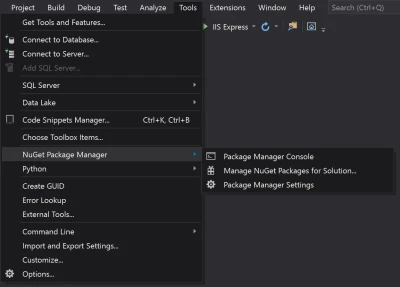 Project Build Debug Test Analyze Tools Extensions Window Help Search (Ctrl+Q)
Get Tools and Features...
IIS Express
Connect to Database...
Connect to Server...
Add SQL Server...
SQL Server
Data Lake
Code Snippets Manager... Ctrl+K, Ctrl+B
Choose Toolbox Items...
NuGet Package Manager
Package Manager Console
Manage NuGet Packages for Solution...
Package Manager Settings
Python
Create GUID
Error Lookup
External Tools...
Command Line
Import and Export Settings...
Customize...
Options...